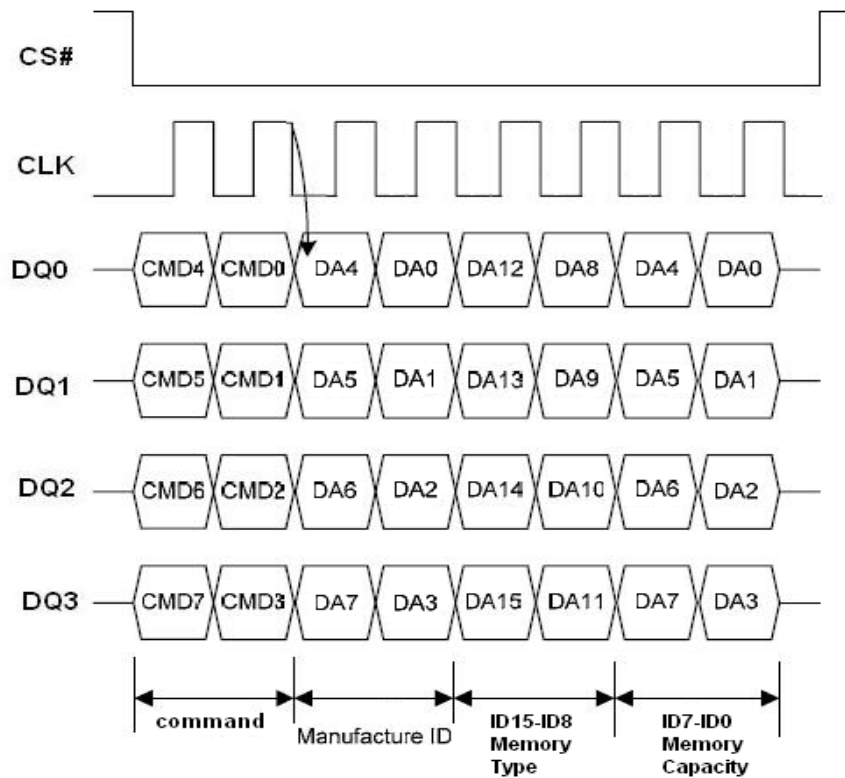 CS#
CLK
DQ0 CMD4 CMD0 DA4 DA0 DA12 DA8 DA4 DA0
DQ1 CMD5 CMD1 DA5 DA1 DA13 DA9 DA5 DA1
DQ2 CMD6 CMD2 DA6 DA2 DA14 DA10 DA6 DA2
DQ3 CMD7 CMD3 DA7 DA3 DA15 DA11 DA7 DA3
command
Manufacture ID
ID15-ID8
Memory
Type
ID7-ID0
Memory
Capacity